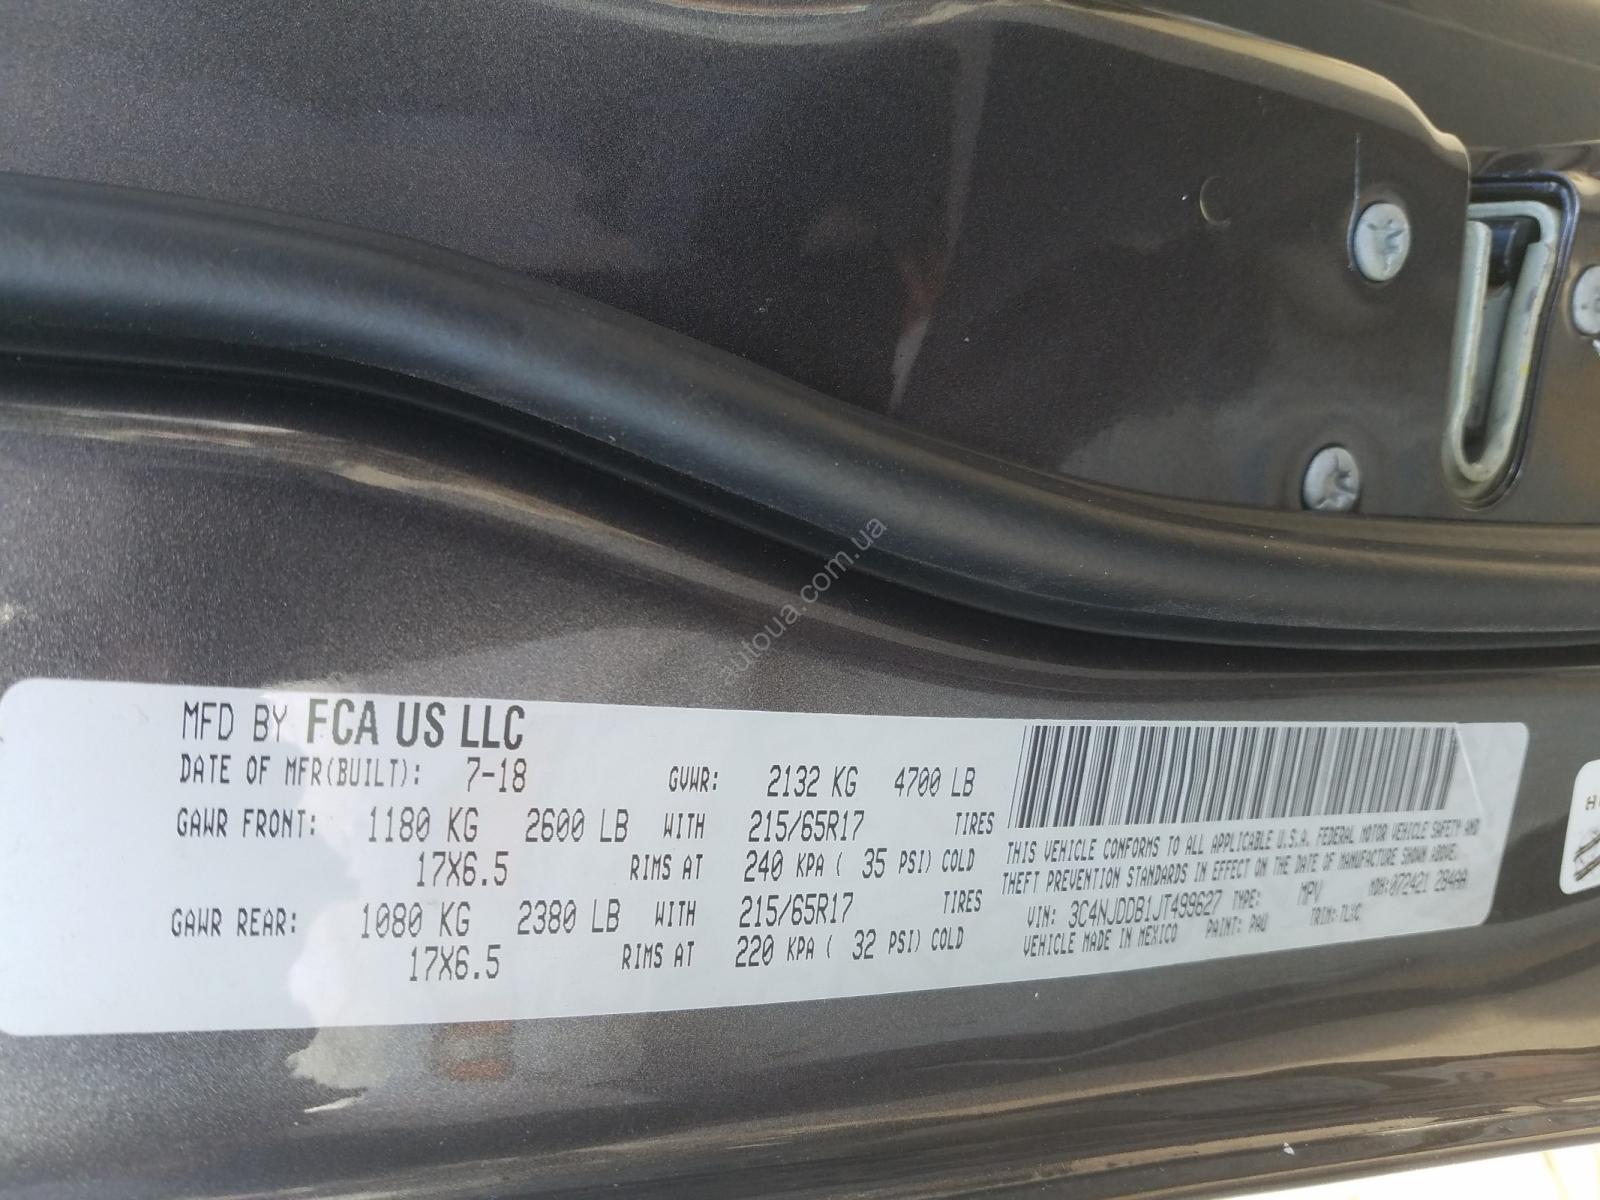 autoua.com.ua
MFD BY FCA US LLC
DATE OF MFR(BUILT): 7-18 GVWR: 2132 KG 4700 LB
GAWR FRONT: 1180 KG 2600 LB WITH 215/65R17 TIRES
17X6.5 RIMS AT 240 KPA ( 35 PSI) COLD
GAWR REAR: 1080 KG 2380 LB WITH 215/65R17 TIRES
17X6.5 RIMS AT 220 KPA ( 32 PSI) COLD
THIS VEHICLE CONFORMS TO ALL APPLICABLE U.S.A. FEDERAL MOTOR VEHICLE SAFETY AND
THEFT PREVENTION STANDARDS IN EFFECT ON THE DATE OF MANUFACTURE SHOWN ABOVE.
MDH:072421 284AA
VIN: 3C4NJDDB1JT499627 TYPE: MPV
VEHICLE MADE IN MEXICO PAINT: PAU TRIM: